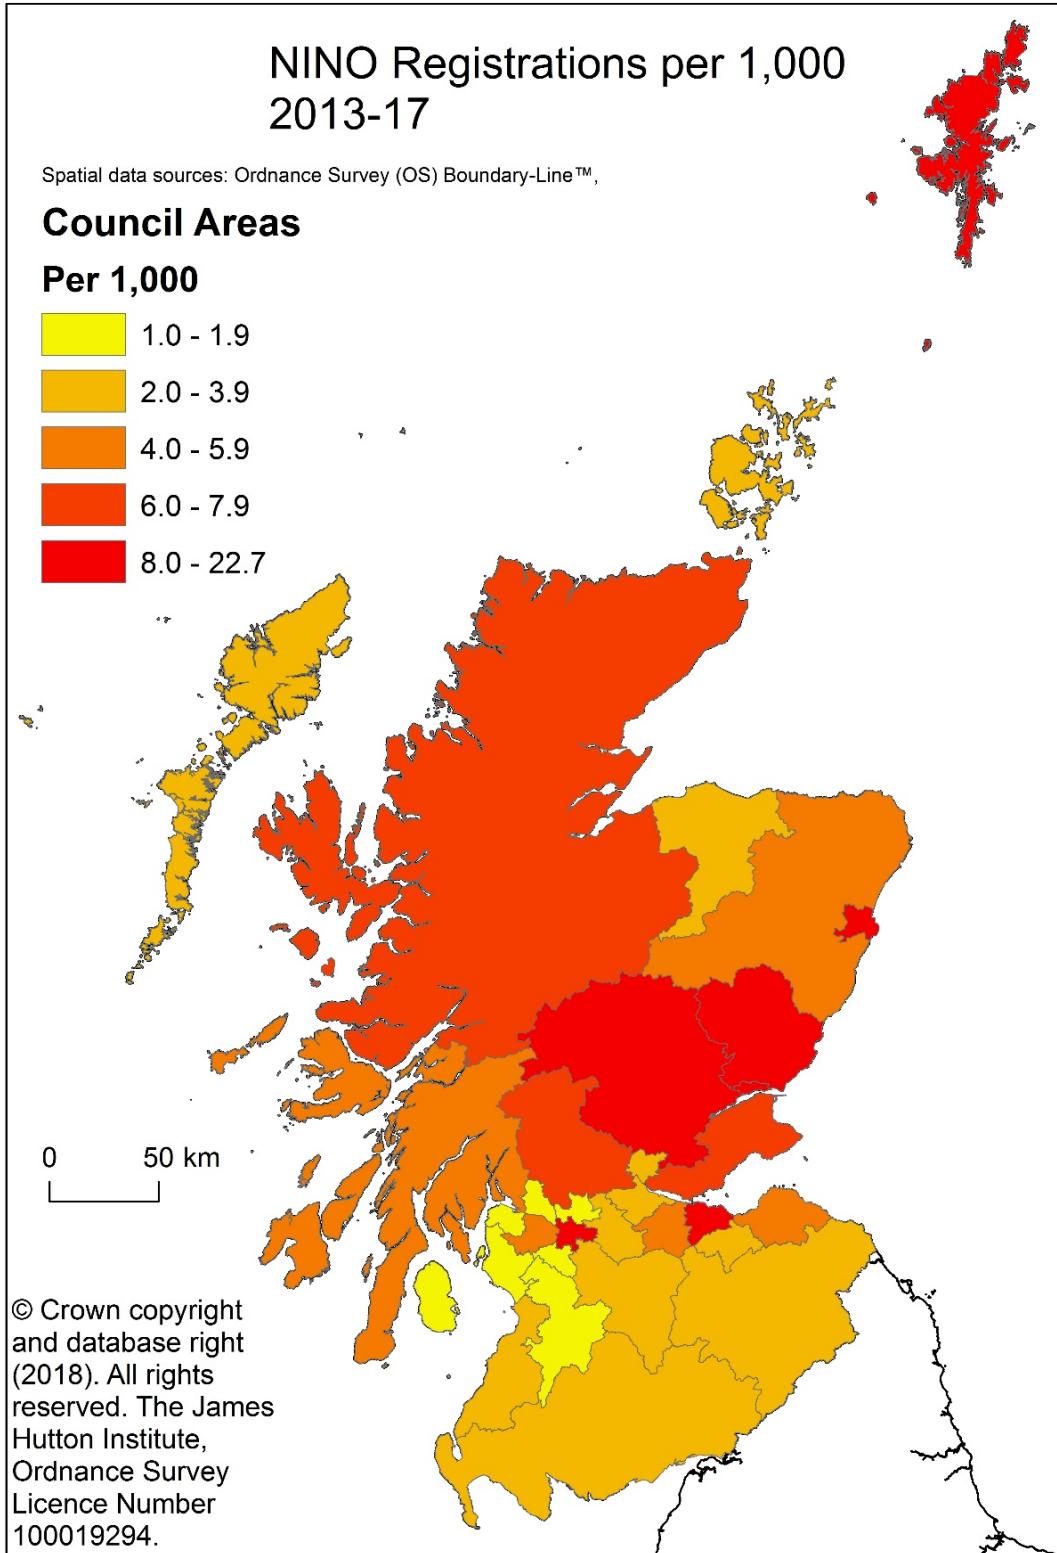 NINO Registrations per 1,000
2013-17
Spatial data sources: Ordnance Survey (OS) Boundary-Line™,
Council Areas
Per 1,000
1.0 - 1.9
2.0 - 3.9
4.0 - 5.9
6.0 - 7.9
8.0 - 22.7
0 50 km
© Crown copyright
and database right
(2018). All rights
reserved. The James
Hutton Institute,
Ordnance Survey
Licence Number
100019294.